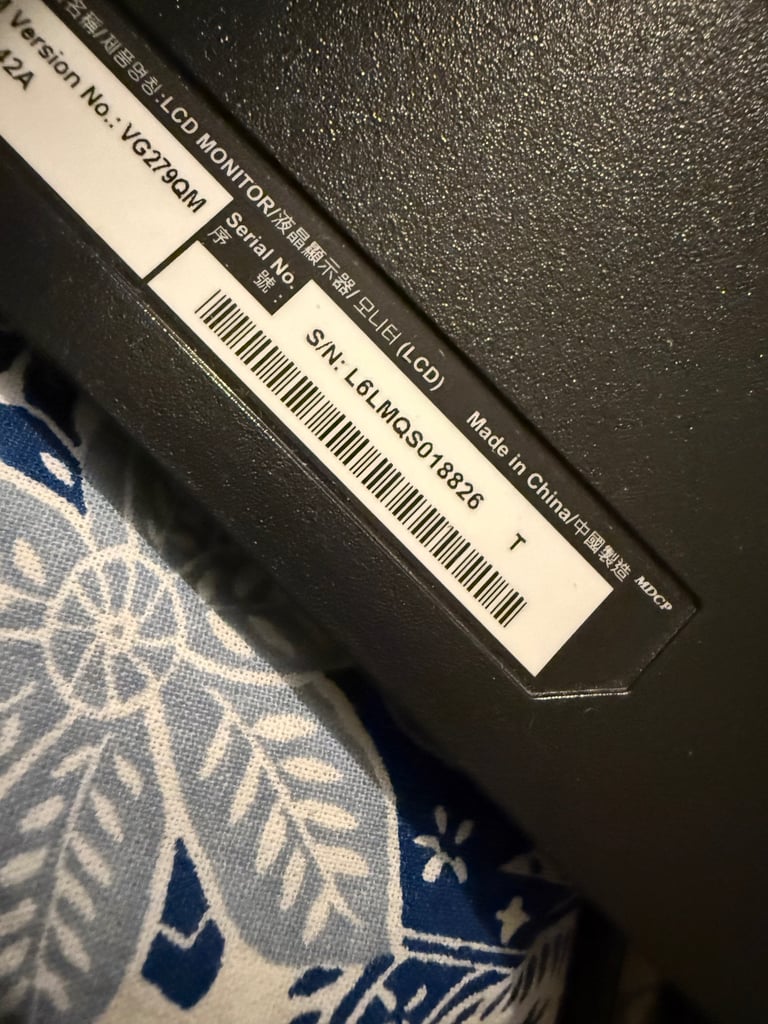 名稱/제품명칭:LCD MONITOR/液晶顯示器/모니터(LCD) Made in China/中國製造 MDCP
Version No.: VG279QM
42A
Serial No.
序 號 :
S/N: L6LMQS018826 T